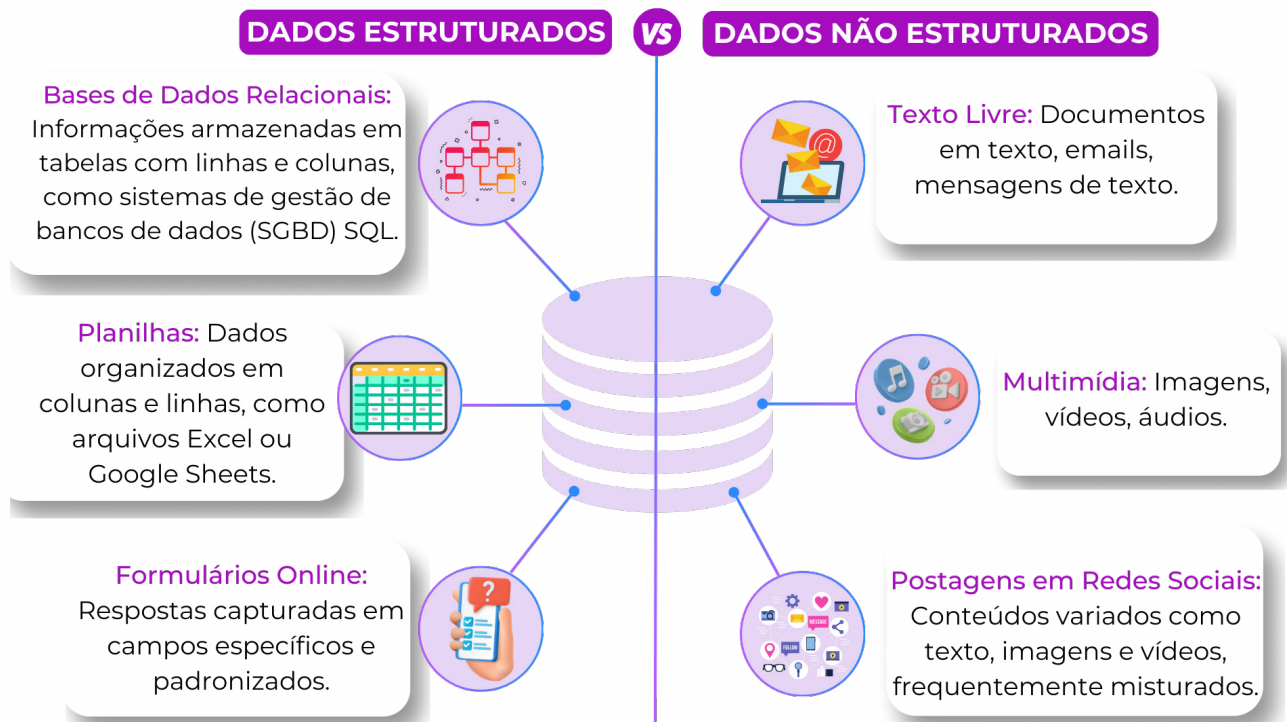 DADOS ESTRUTURADOS
VS
DADOS NÃO ESTRUTURADOS
Bases de Dados Relacionais:
Informações armazenadas em
tabelas com linhas e colunas,
como sistemas de gestão de
bancos de dados (SGBD) SQL.
Planilhas: Dados
organizados em
colunas e linhas, como
arquivos Excel ou
Google Sheets.
Formulários Online:
Respostas capturadas em
campos específicos e
padronizados.
?
Texto Livre: Documentos
em texto, emails,
mensagens de texto.
@
Multimídia: Imagens,
vídeos, áudios.
Postagens em Redes Sociais:
Conteúdos variados como
texto, imagens e vídeos,
frequentemente misturados.
MESSAGE
FOLLOW